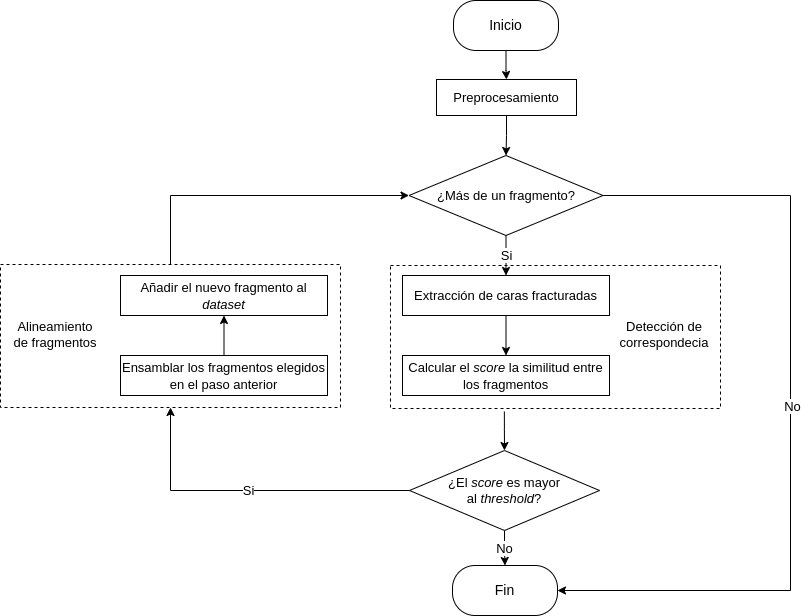 Inicio
Preprocesamiento
¿Más de un fragmento?
Si
Extracción de caras fracturadas
Detección de
correspondecia
Calcular el score la similitud entre
los fragmentos
Añadir el nuevo fragmento al
dataset
Alineamiento
de fragmentos
Ensamblar los fragmentos elegidos
en el paso anterior
No
¿El score es mayor
al threshold?
Si
No
Fin